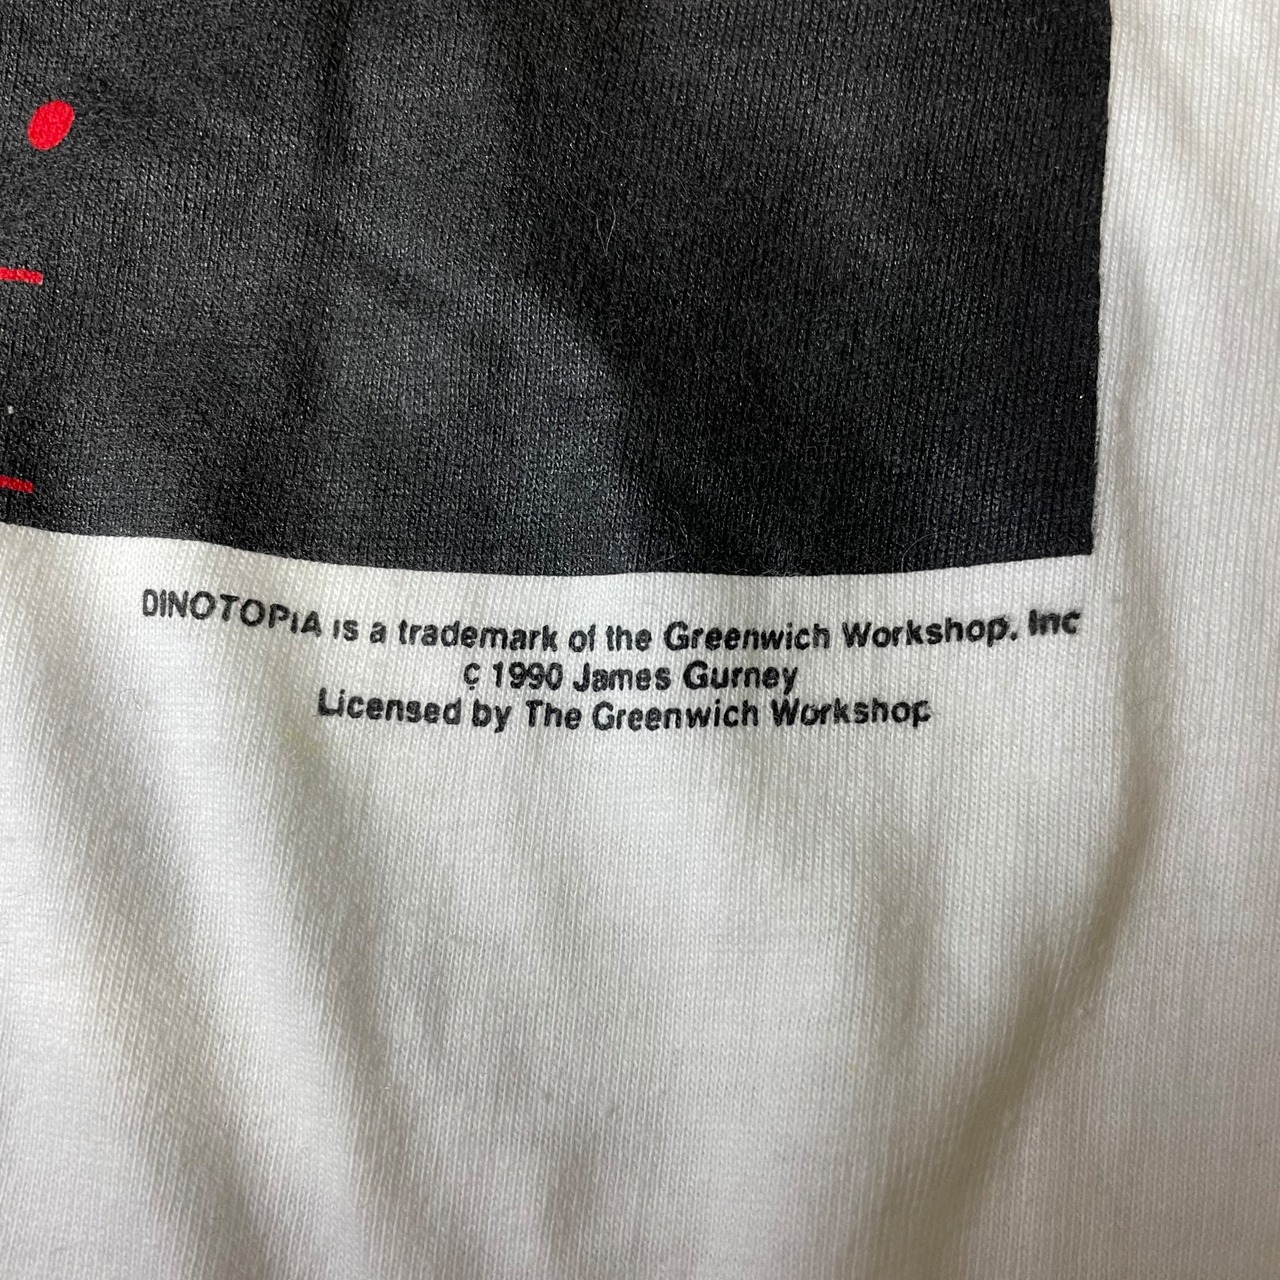 DINOTOPIA is a trademark of the Greenwich Workshop. Inc
c 1990 James Gurney
Licensed by The Greenwich Workshop